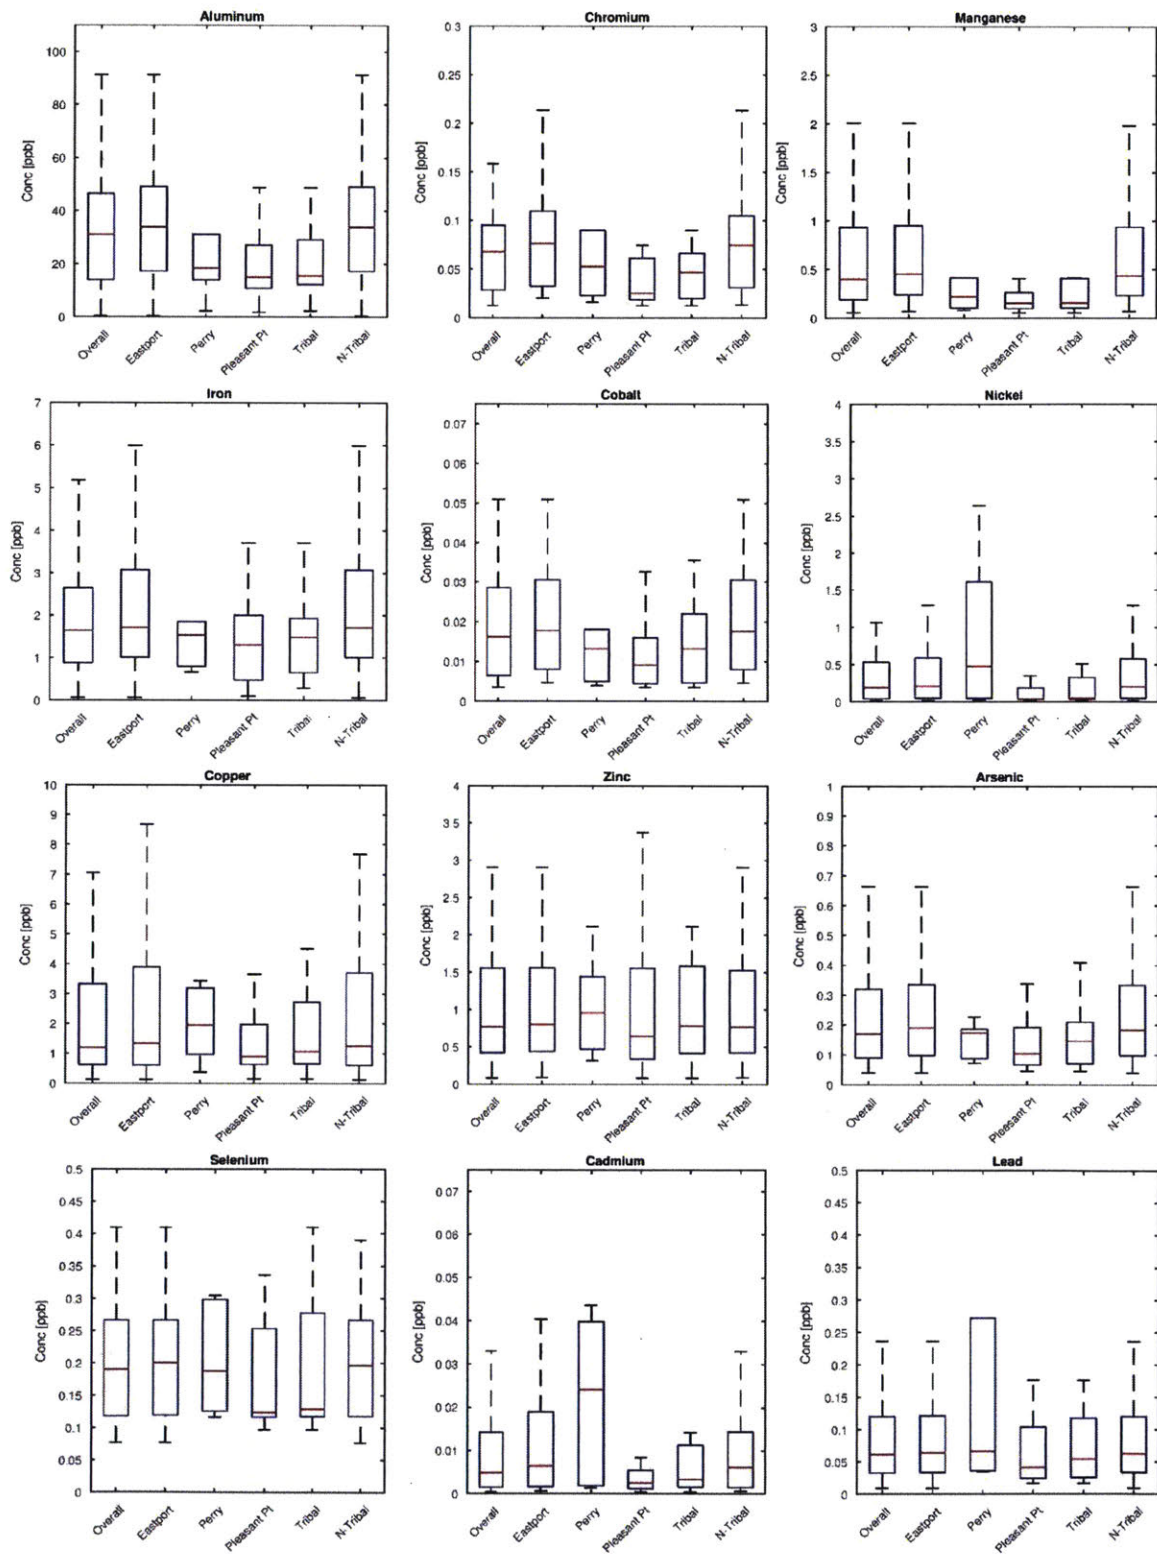 Aluminum
100
80
60
40
20
0
Conc [ppb]
Overall
Eastport
Perry
Pleasant Pt
Tribal
N-Tribal
Chromium
0.3
0.25
0.2
0.15
0.1
0.05
0
Conc [ppb]
Overall
Eastport
Perry
Pleasant Pt
Tribal
N-Tribal
Manganese
3
2.5
2
1.5
1
0.5
0
Conc [ppb]
Overall
Eastport
Perry
Pleasant Pt
Tribal
N-Tribal
Iron
7
6
5
4
3
2
1
0
Conc [ppb]
Overall
Eastport
Perry
Pleasant Pt
Tribal
N-Tribal
Cobalt
0.07
0.06
0.05
0.04
0.03
0.02
0.01
0
Conc [ppb]
Overall
Eastport
Perry
Pleasant Pt
Tribal
N-Tribal
Nickel
4
3.5
3
2.5
2
1.5
1
0.5
0
Conc [ppb]
Overall
Eastport
Perry
Pleasant Pt
Tribal
N-Tribal
Copper
10
9
8
7
6
5
4
3
2
1
0
Conc [ppb]
Overall
Eastport
Perry
Pleasant Pt
Tribal
N-Tribal
Zinc
4
3.5
3
2.5
2
1.5
1
0.5
0
Conc [ppb]
Overall
Eastport
Perry
Pleasant Pt
Tribal
N-Tribal
Arsenic
1
0.9
0.8
0.7
0.6
0.5
0.4
0.3
0.2
0.1
0
Conc [ppb]
Overall
Eastport
Perry
Pleasant Pt
Tribal
N-Tribal
Selenium
0.5
0.45
0.4
0.35
0.3
0.25
0.2
0.15
0.1
0.05
0
Conc [ppb]
Overall
Eastport
Perry
Pleasant Pt
Tribal
N-Tribal
Cadmium
0.07
0.06
0.05
0.04
0.03
0.02
0.01
0
Conc [ppb]
Overall
Eastport
Perry
Pleasant Pt
Tribal
N-Tribal
Lead
0.5
0.45
0.4
0.35
0.3
0.25
0.2
0.15
0.1
0.05
0
Conc [ppb]
Overall
Eastport
Perry
Pleasant Pt
Tribal
N-Tribal